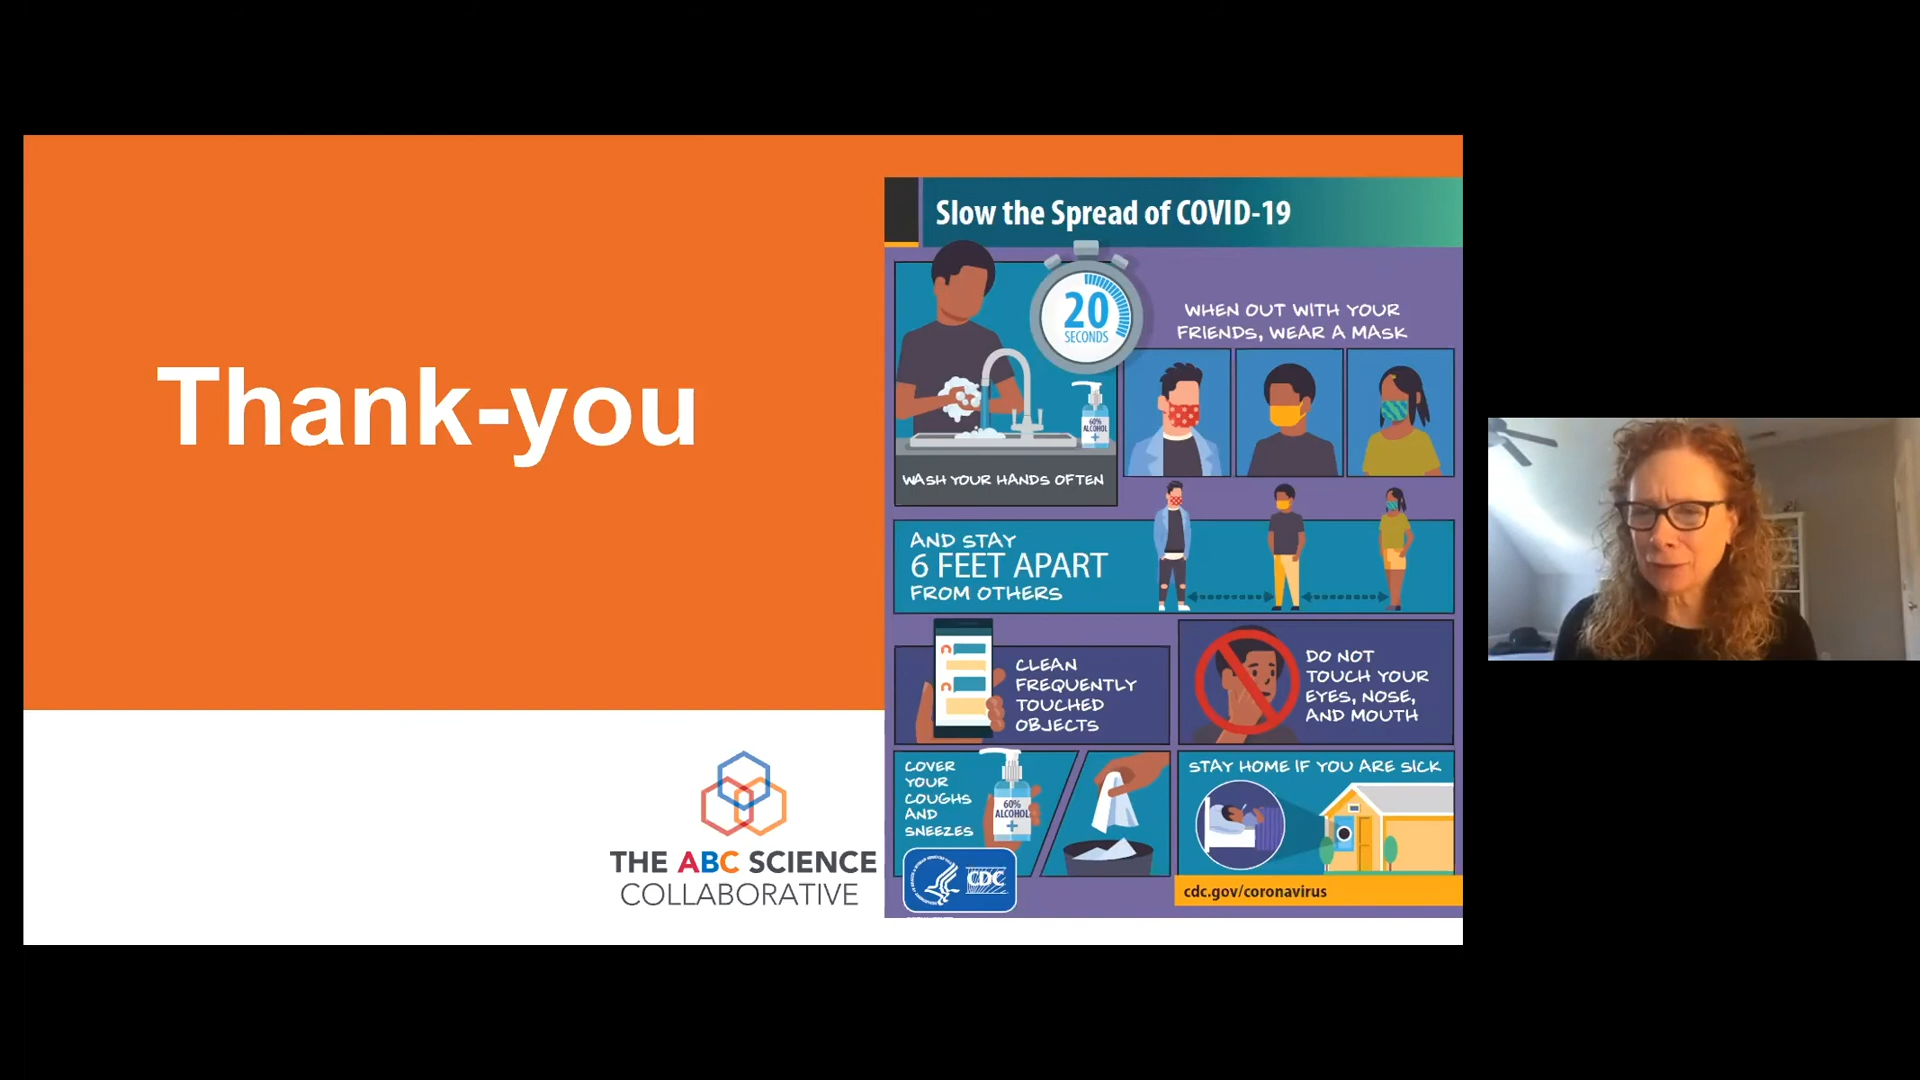 Thank-you
THE ABC SCIENCE
COLLABORATIVE
Slow the Spread of COVID-19
20
SECONDS
60%
ALCOHOL
WASH YOUR HANDS OFTEN
WHEN OUT WITH YOUR
FRIENDS, WEAR A MASK
AND STAY
6 FEET APART
FROM OTHERS
CLEAN
FREQUENTLY
TOUCHED
OBJECTS
DO NOT
TOUCH YOUR
EYES, NOSE,
AND MOUTH
COVER
YOUR
COUGHS
AND
SNEEZES
60%
ALCOHOL
STAY HOME IF YOU ARE SICK
CDC
cdc.gov/coronavirus